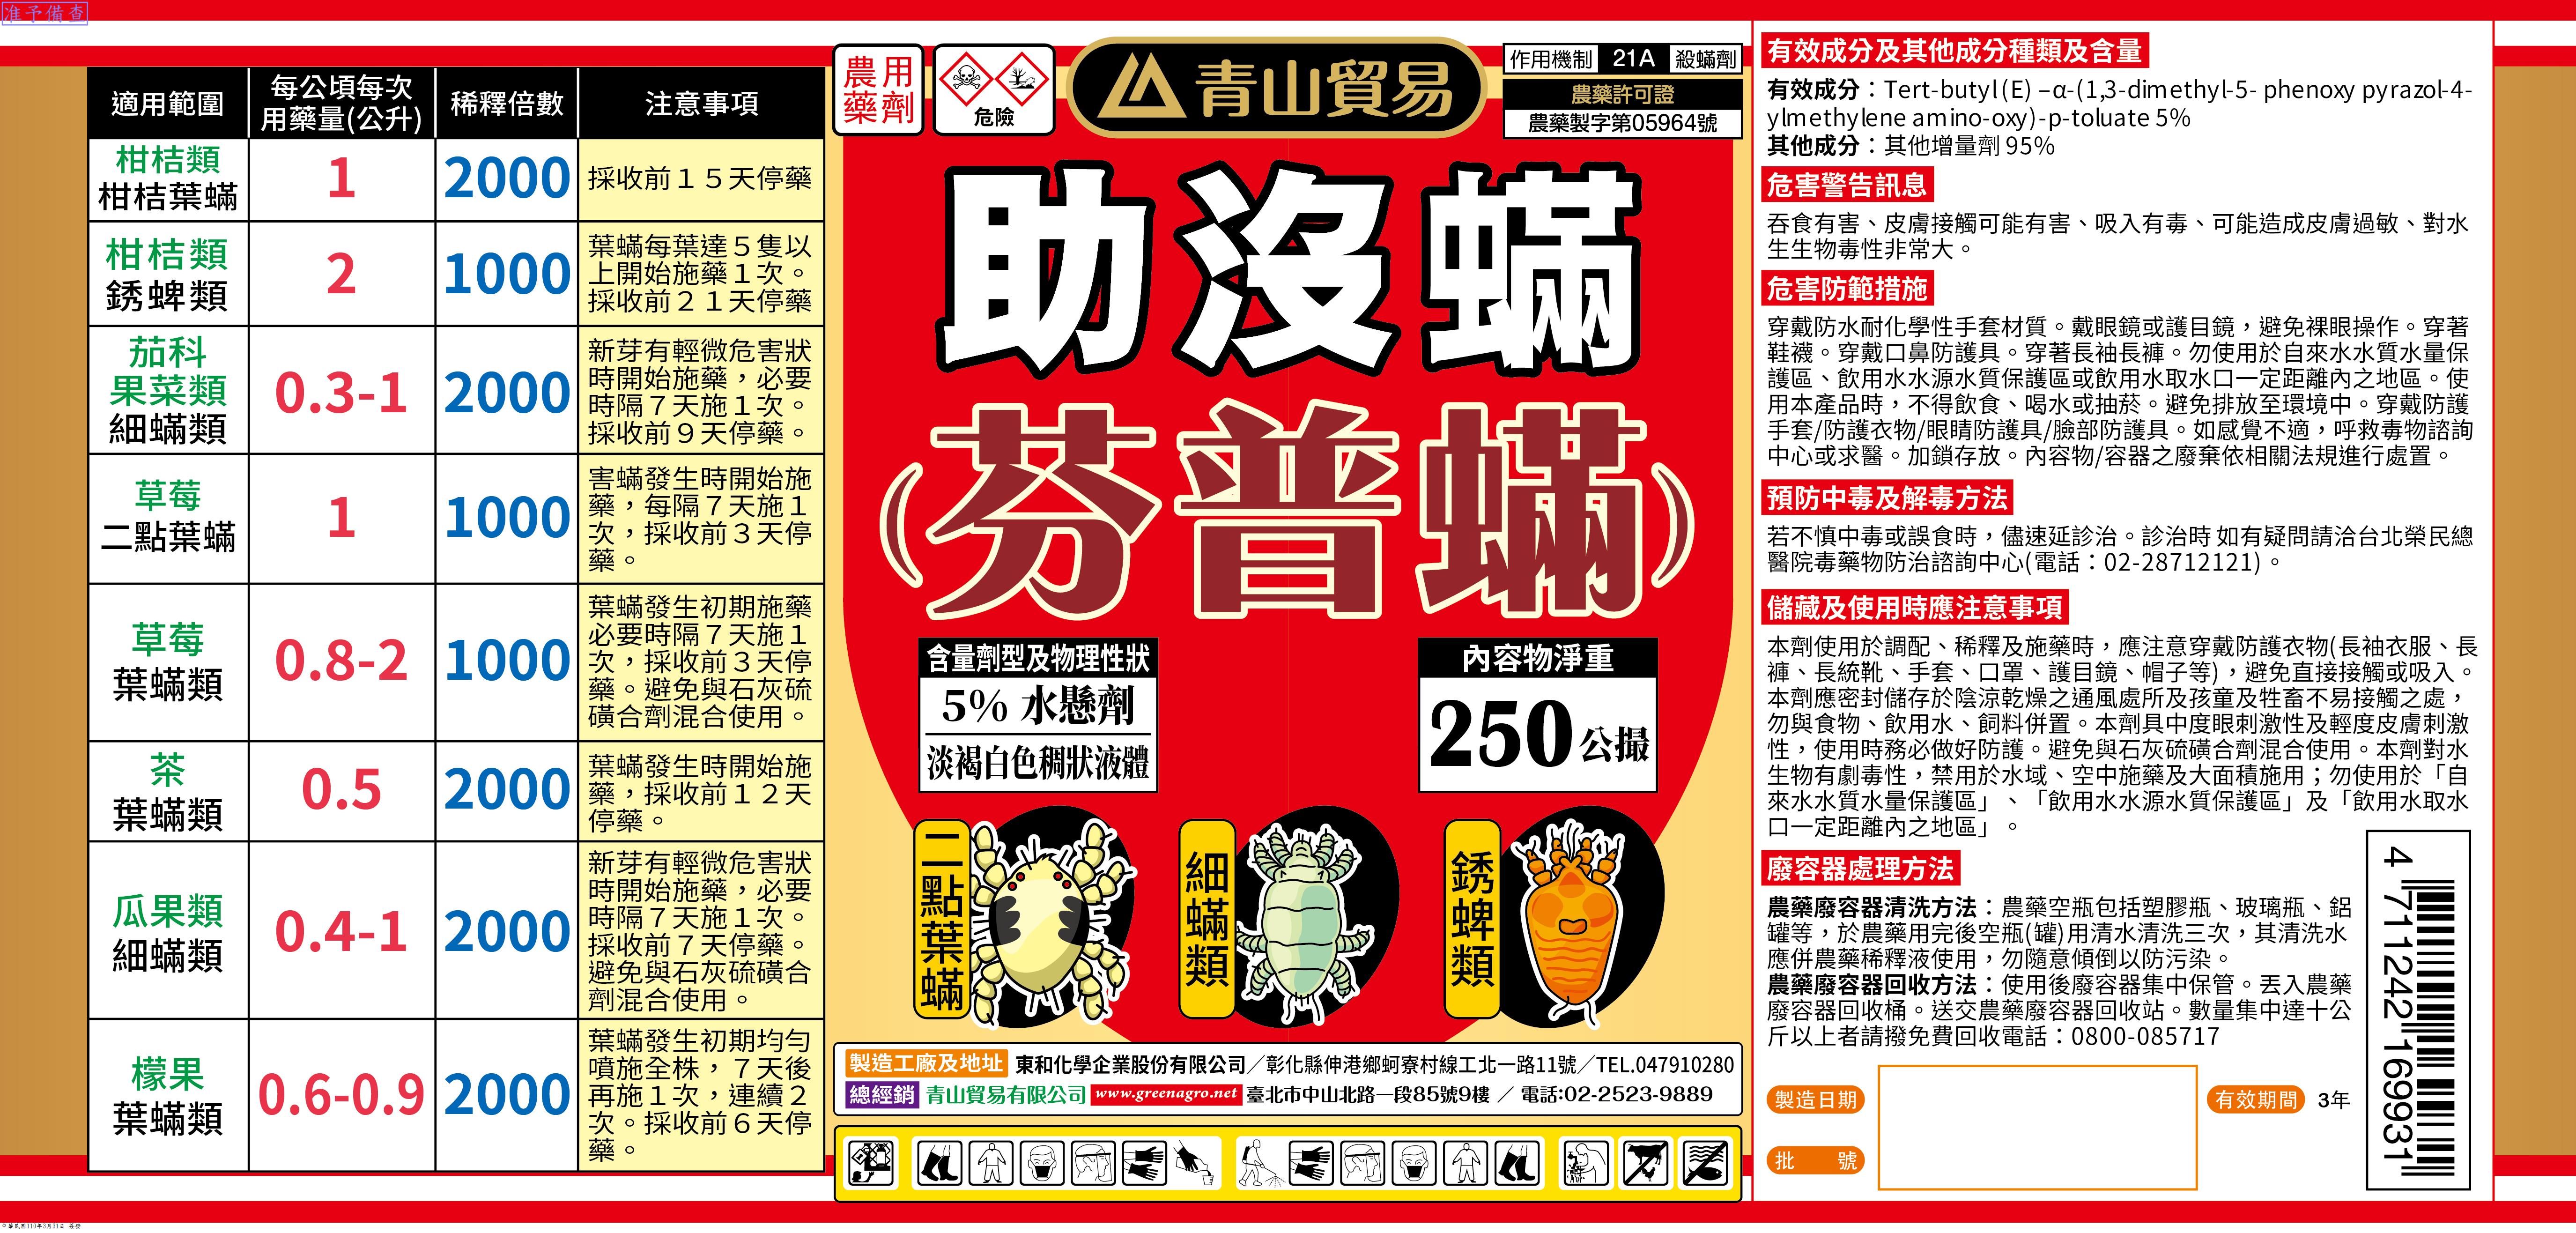 准予備查
適用範圍
每公頃每次
用藥量(公升)
稀釋倍數
注意事項
柑桔類
柑桔葉蟎
1
2000
採收前15天停藥
柑桔類
銹蜱類
2
1000
葉蟎每葉達5隻以
上開始施藥1次。
採收前21天停藥
茄科
果菜類
細蟎類
0.3-1
2000
新芽有輕微危害狀
時開始施藥，必要
時隔7天施1次。
採收前9天停藥。
草莓
二點葉蟎
1
1000
害蟎發生時開始施
藥，每隔7天施1
次，採收前3天停
藥。
草莓
葉蟎類
0.8-2
1000
葉蟎發生初期施藥
必要時隔7天施1
次，採收前3天停
藥。避免與石灰硫
磺合劑混合使用。
茶
葉蟎類
0.5
2000
葉蟎發生時開始施
藥，採收前12天
停藥。
瓜果類
細蟎類
0.4-1
2000
新芽有輕微危害狀
時開始施藥，必要
時隔7天施1次。
採收前7天停藥。
避免與石灰硫磺合
劑混合使用。
檬果
葉蟎類
0.6-0.9
2000
葉蟎發生初期均勻
噴施全株，7天後
再施1次，連續2
次。採收前6天停
藥。
中華民國110年3月31日 簽發
農用
藥劑
危險
青山貿易
作用機制 21A 殺蟎劑
農藥許可證
農藥製字第05964號
助沒蟎
(芬普蟎)
含量劑型及物理性狀
5% 水懸劑
淡褐白色稠狀液體
內容物淨重
250公撮
二點葉蟎
細蟎類
銹蜱類
製造工廠及地址 東和化學企業股份有限公司／彰化縣伸港鄉蚵寮村線工北一路11號／TEL.047910280
總經銷 青山貿易有限公司 www.greenagro.net 臺北市中山北路一段85號9樓 ／ 電話:02-2523-9889
有效成分及其他成分種類及含量
有效成分：Tert-butyl (E) –α-(1,3-dimethyl-5- phenoxy pyrazol-4-
ylmethylene amino-oxy)-p-toluate 5%
其他成分：其他增量劑 95%
危害警告訊息
吞食有害、皮膚接觸可能有害、吸入有毒、可能造成皮膚過敏、對水
生生物毒性非常大。
危害防範措施
穿戴防水耐化學性手套材質。戴眼鏡或護目鏡，避免裸眼操作。穿著
鞋襪。穿戴口鼻防護具。穿著長袖長褲。勿使用於自來水水質水量保
護區、飲用水水源水質保護區或飲用水取水口一定距離內之地區。使
用本產品時，不得飲食、喝水或抽菸。避免排放至環境中。穿戴防護
手套/防護衣物/眼睛防護具/臉部防護具。如感覺不適，呼救毒物諮詢
中心或求醫。加鎖存放。內容物/容器之廢棄依相關法規進行處置。
預防中毒及解毒方法
若不慎中毒或誤食時，儘速延診治。診治時 如有疑問請洽台北榮民總
醫院毒藥物防治諮詢中心(電話：02-28712121)。
儲藏及使用時應注意事項
本劑使用於調配、稀釋及施藥時，應注意穿戴防護衣物(長袖衣服、長
褲、長統靴、手套、口罩、護目鏡、帽子等)，避免直接接觸或吸入。
本劑應密封儲存於陰涼乾燥之通風處所及孩童及牲畜不易接觸之處，
勿與食物、飲用水、飼料併置。本劑具中度眼刺激性及輕度皮膚刺激
性，使用時務必做好防護。避免與石灰硫磺合劑混合使用。本劑對水
生物有劇毒性，禁用於水域、空中施藥及大面積施用；勿使用於「自
來水水質水量保護區」、「飲用水水源水質保護區」及「飲用水取水
口一定距離內之地區」。
廢容器處理方法
農藥廢容器清洗方法：農藥空瓶包括塑膠瓶、玻璃瓶、鋁
罐等，於農藥用完後空瓶(罐)用清水清洗三次，其清洗水
應併農藥稀釋液使用，勿隨意傾倒以防污染。
農藥廢容器回收方法：使用後廢容器集中保管。丟入農藥
廢容器回收桶。送交農藥廢容器回收站。數量集中達十公
斤以上者請撥免費回收電話：0800-085717
製造日期
有效期間 3年
批 號
4 711242 169931